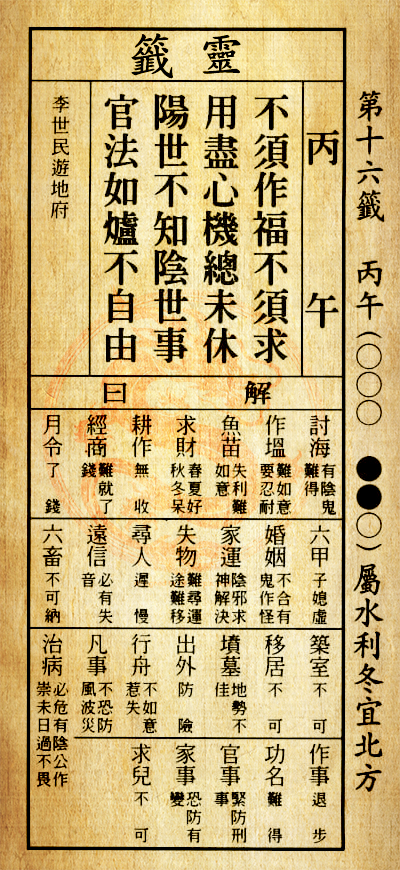 第十六籤 丙午(○○○ ●●○)屬水利冬宜北方
靈籤
丙午
不須作福不須求
用盡心機總未休
陽世不知陰世事
官法如爐不自由
李世民遊地府
解曰
討海 有陰鬼難得
作塭 難如意要忍耐
魚苗 失利難如意
求財 春夏好秋冬呆
耕作 無收
經商 難就了錢
月令 了錢
六甲 子媳虛
婚姻 不合有鬼作怪
家運 陰邪求神解決
失物 難尋運途難移
尋人 遲慢
遠信 必有失音
六畜 不可納
築室 不可
移居 不可
墳墓 地勢不佳
出外 防險
行舟 不如意惹失
凡事 不恐防風波災
治病 必危有陰公作崇未日過不畏
作事 退步
功名 難得
官事 緊防刑事
家事 恐防有變
求兒 不可